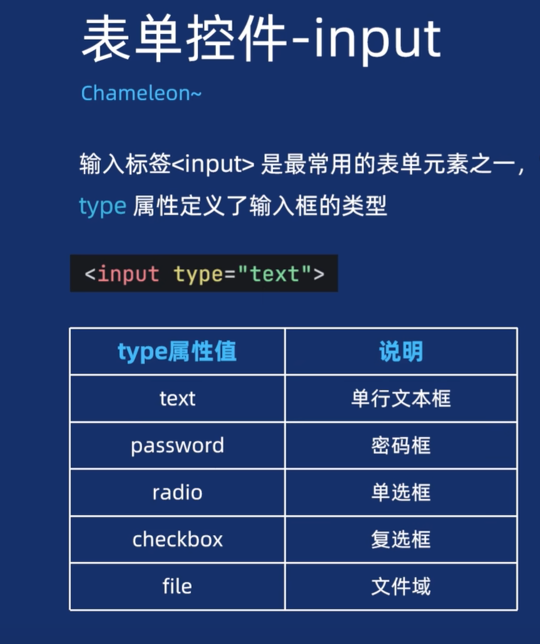 表单控件-input
Chameleon~
输入标签<input> 是最常用的表单元素之一，
type 属性定义了输入框的类型
<input type="text">
type属性值 说明
text 单行文本框
password 密码框
radio 单选框
checkbox 复选框
file 文件域